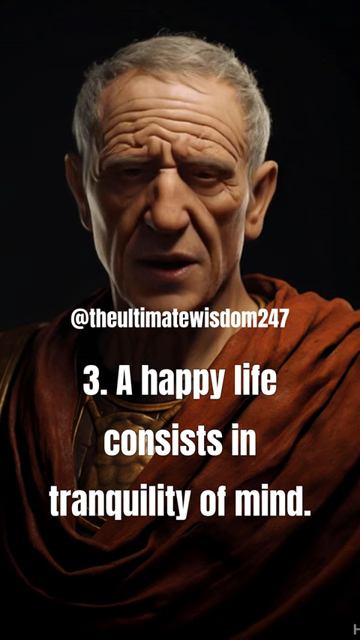 @theultimatewisdom247
3. A happy life
consists in
tranquility of mind.